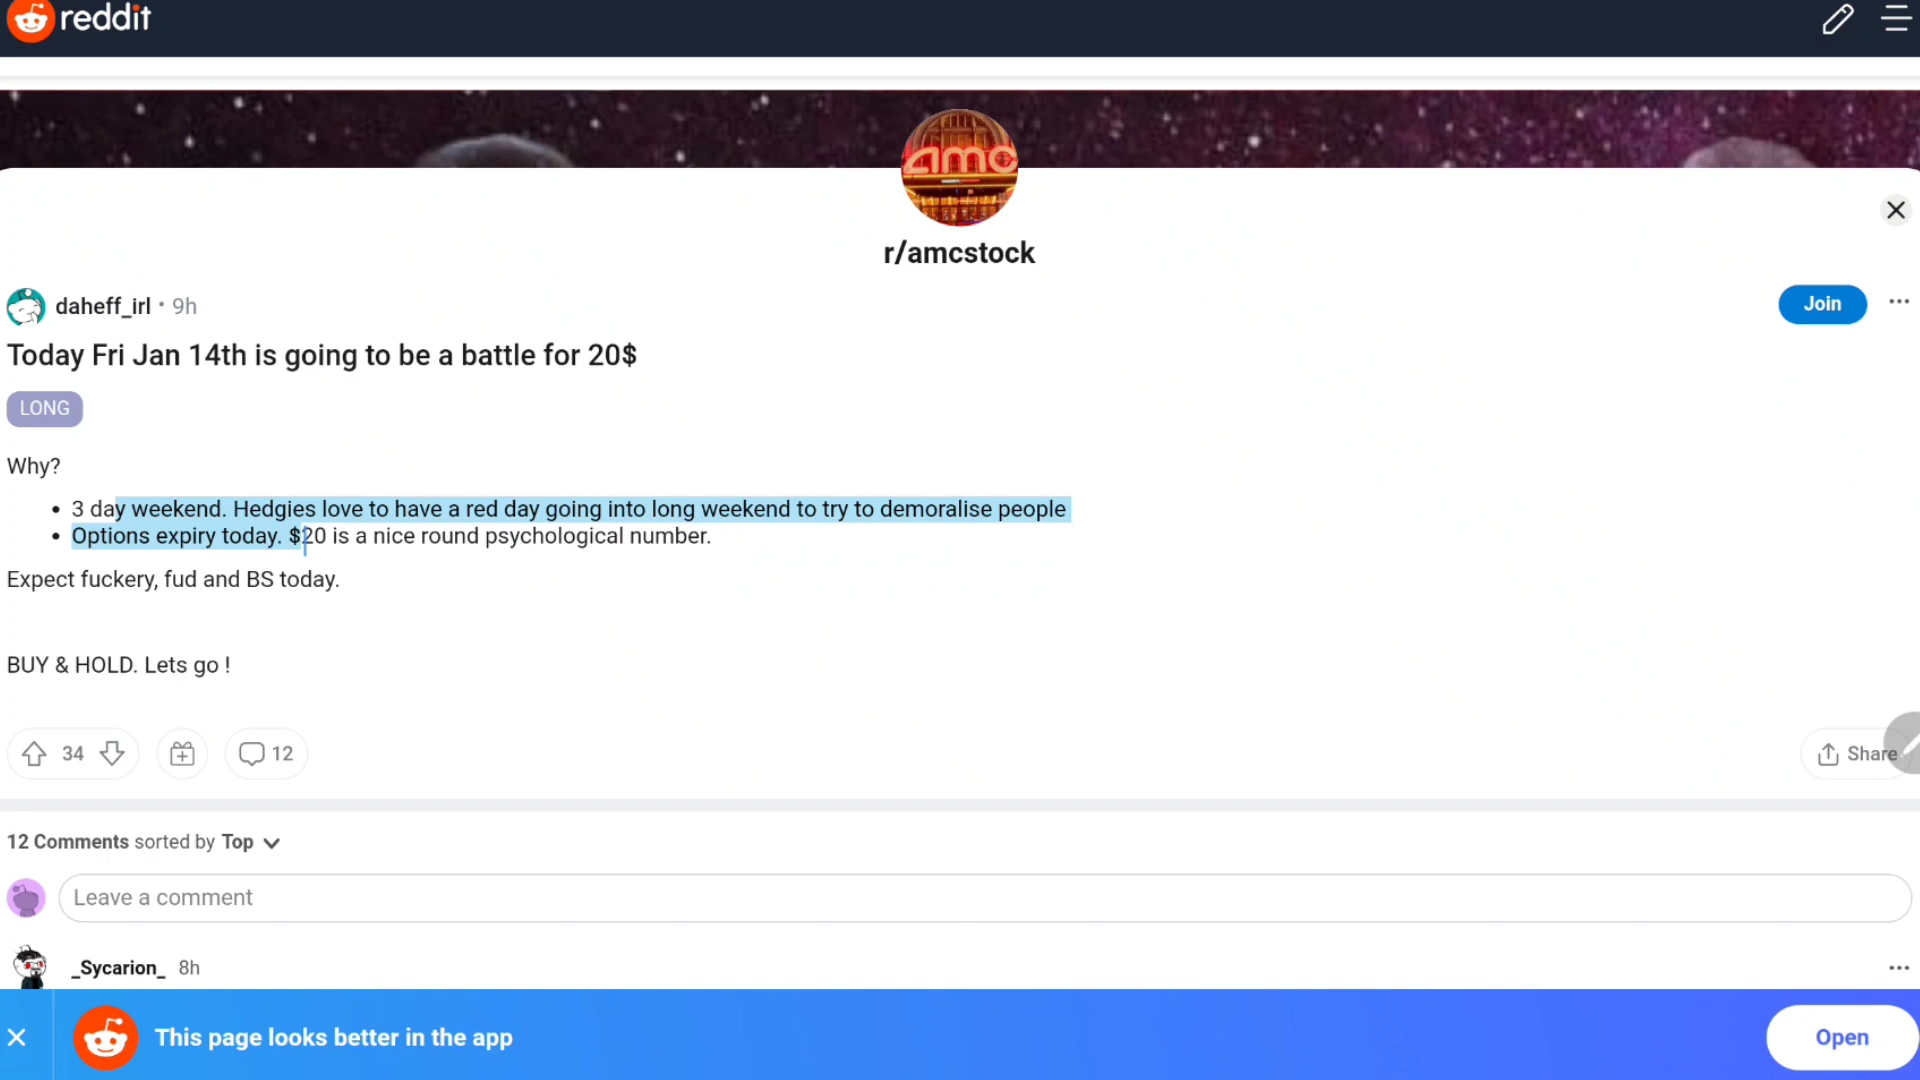 reddit
amc
r/amcstock
daheff_irl • 9h
Join
Today Fri Jan 14th is going to be a battle for 20$
LONG
Why?
• 3 day weekend. Hedgies love to have a red day going into long weekend to try to demoralise people
• Options expiry today. $20 is a nice round psychological number.
Expect fuckery, fud and BS today.
BUY & HOLD. Lets go !
34
12
Share
12 Comments sorted by Top
Leave a comment
_Sycarion_ 8h
This page looks better in the app
Open